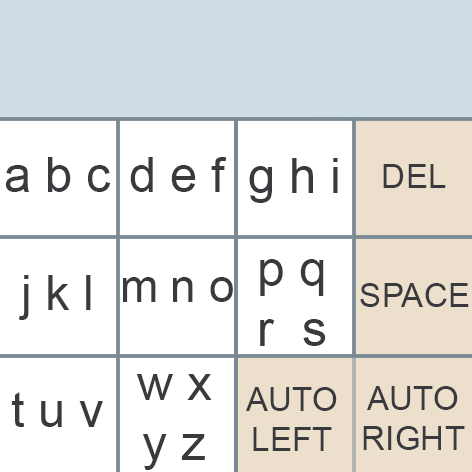 a b c d e f g h i DEL
j k l m n o p q SPACE
r s
t u v w x AUTO AUTO
y z LEFT RIGHT